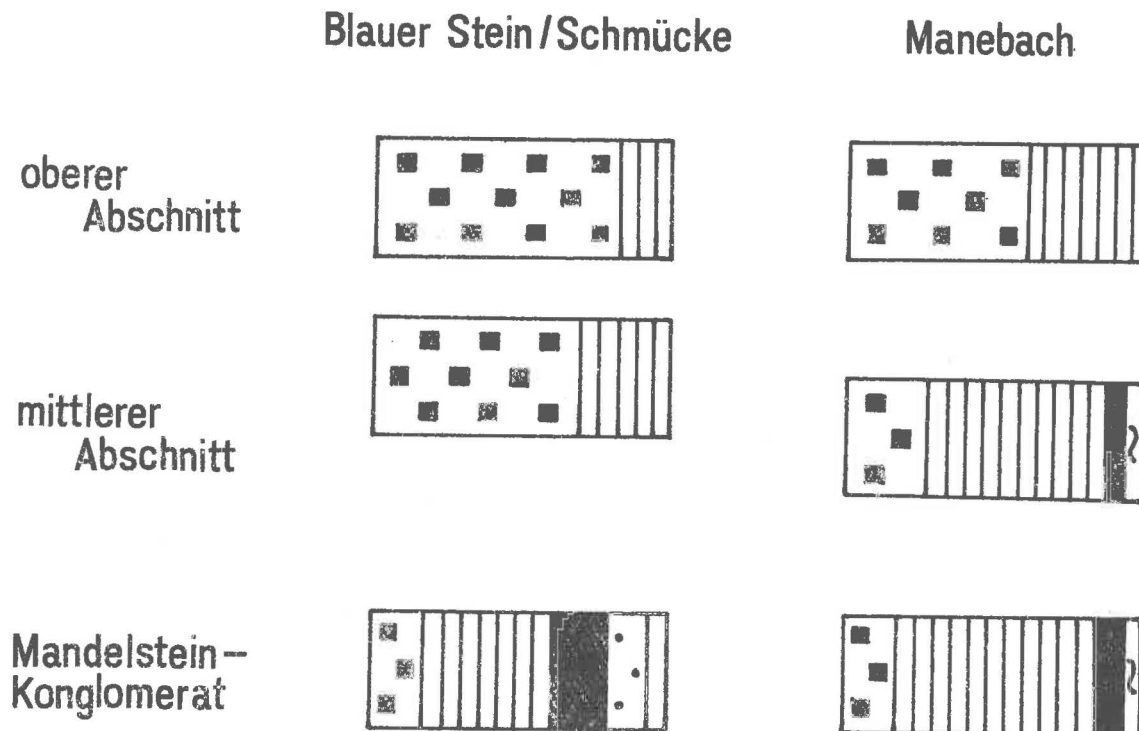 Blauer Stein/Schmücke
Manebach
oberer
Abschnitt
mittlerer
Abschnitt
Mandelstein-
Konglomerat